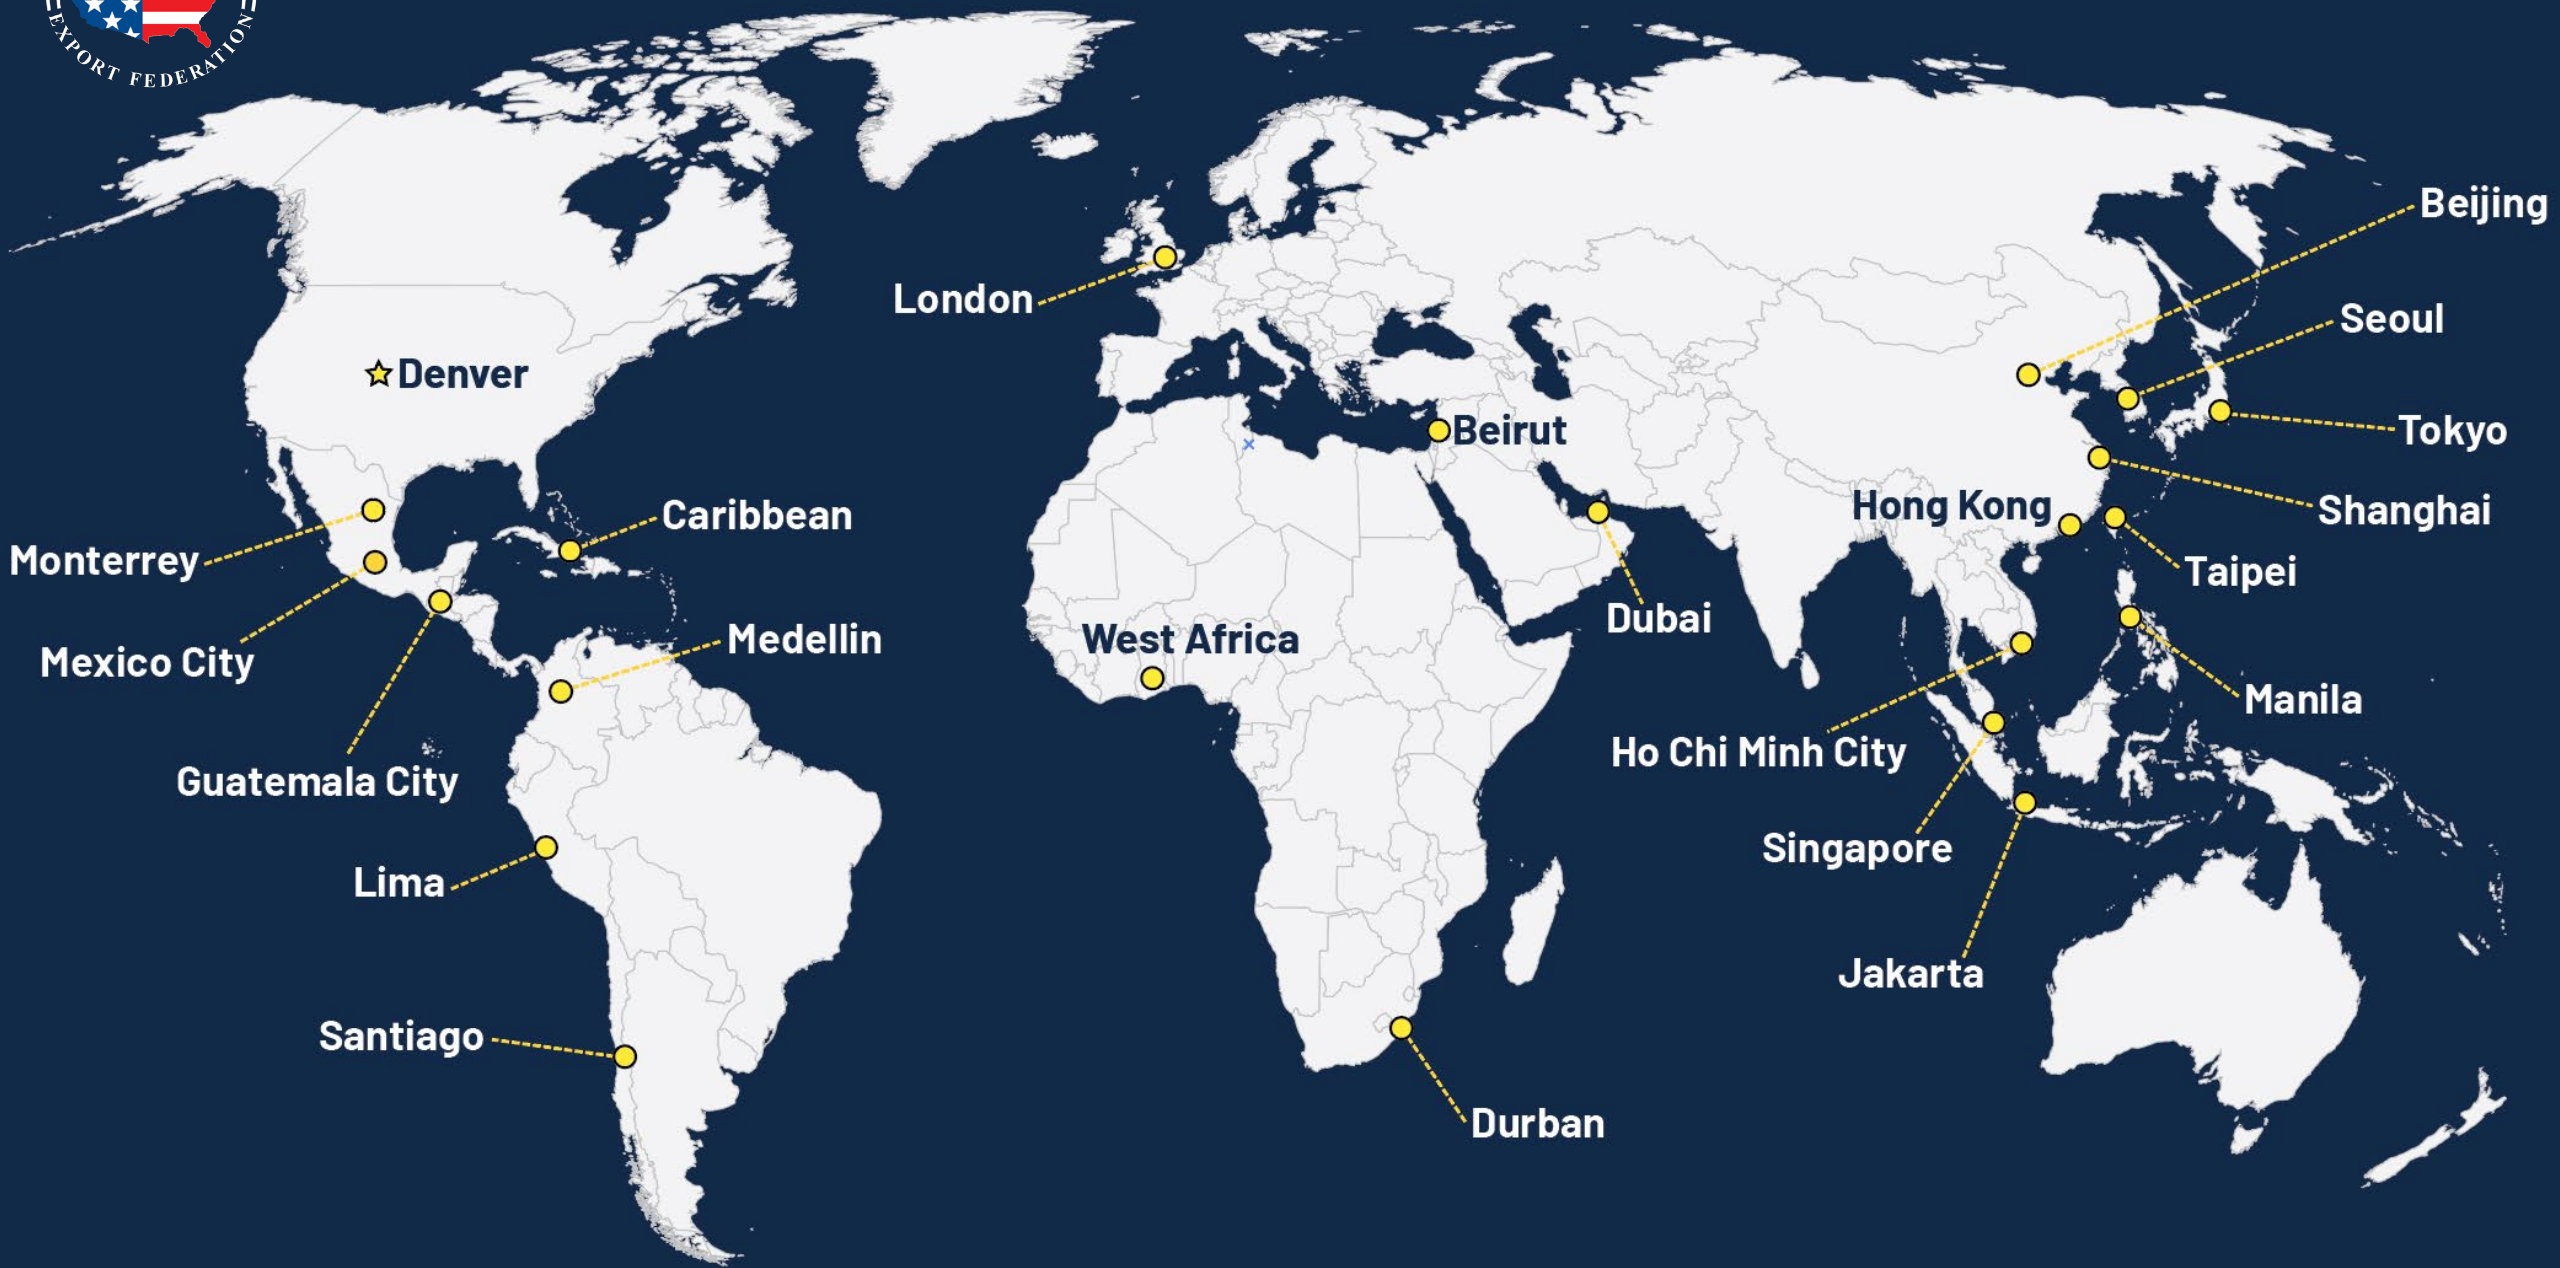 EXPORT FEDERATION
Beijing
London
Seoul
Denver
Beirut
Tokyo
Hong Kong
Shanghai
Caribbean
Monterrey
Taipei
Dubai
West Africa
Medellin
Mexico City
Manila
Ho Chi Minh City
Guatemala City
Singapore
Lima
Jakarta
Santiago
Durban